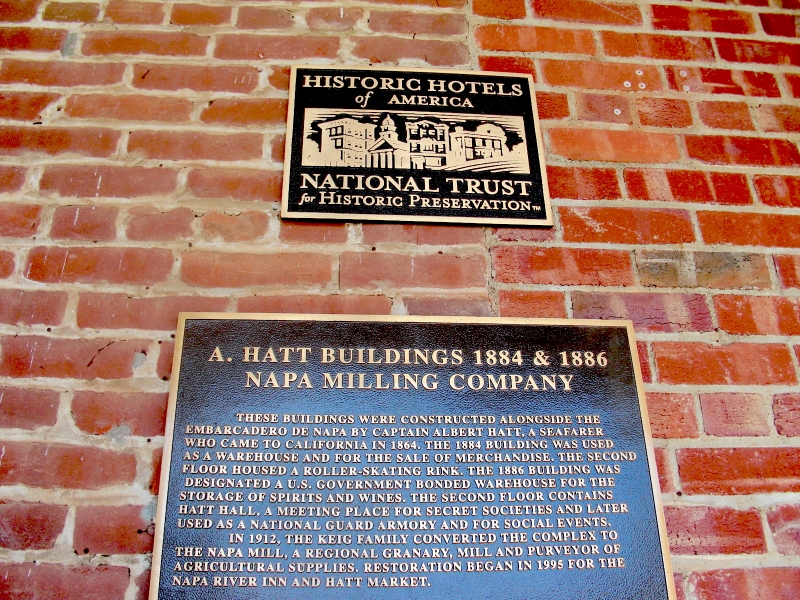 HISTORIC HOTELS
of AMERICA
NATIONAL TRUST
for HISTORIC PRESERVATION™
A. HATT BUILDINGS 1884 & 1886
NAPA MILLING COMPANY
THESE BUILDINGS WERE CONSTRUCTED ALONGSIDE THE
EMBARCADERO DE NAPA BY CAPTAIN ALBERT HATT, A SEAFARER
WHO CAME TO CALIFORNIA IN 1864. THE 1884 BUILDING WAS USED
AS A WAREHOUSE AND FOR THE SALE OF MERCHANDISE. THE SECOND
FLOOR HOUSED A ROLLER-SKATING RINK. THE 1886 BUILDING WAS
DESIGNATED A U.S. GOVERNMENT BONDED WAREHOUSE FOR THE
STORAGE OF SPIRITS AND WINES. THE SECOND FLOOR CONTAINS
HATT HALL, A MEETING PLACE FOR SECRET SOCIETIES AND LATER
USED AS A NATIONAL GUARD ARMORY AND FOR SOCIAL EVENTS.
IN 1912, THE KEIG FAMILY CONVERTED THE COMPLEX TO
THE NAPA MILL, A REGIONAL GRANARY, MILL AND PURVEYOR OF
AGRICULTURAL SUPPLIES. RESTORATION BEGAN IN 1995 FOR THE
NAPA RIVER INN AND HATT MARKET.